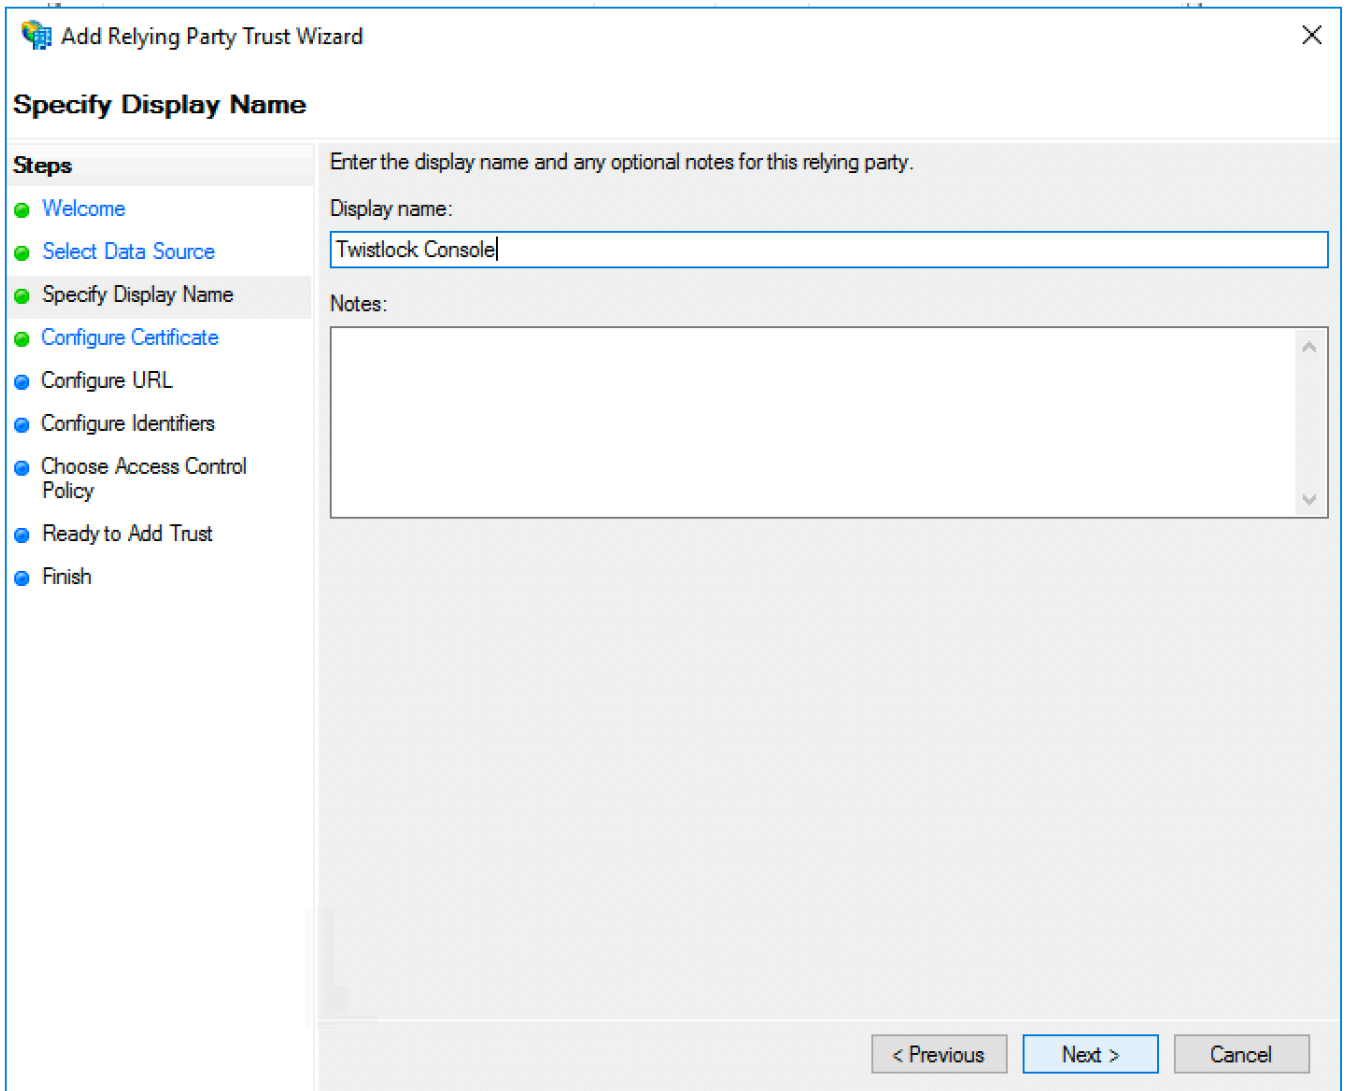 Add Relying Party Trust Wizard
Specify Display Name
Steps
Welcome
Select Data Source
Specify Display Name
Configure Certificate
Configure URL
Configure Identifiers
Choose Access Control
Policy
Ready to Add Trust
Finish
Enter the display name and any optional notes for this relying party.
Display name:
Twistlock Console
Notes:
< Previous
Next >
Cancel